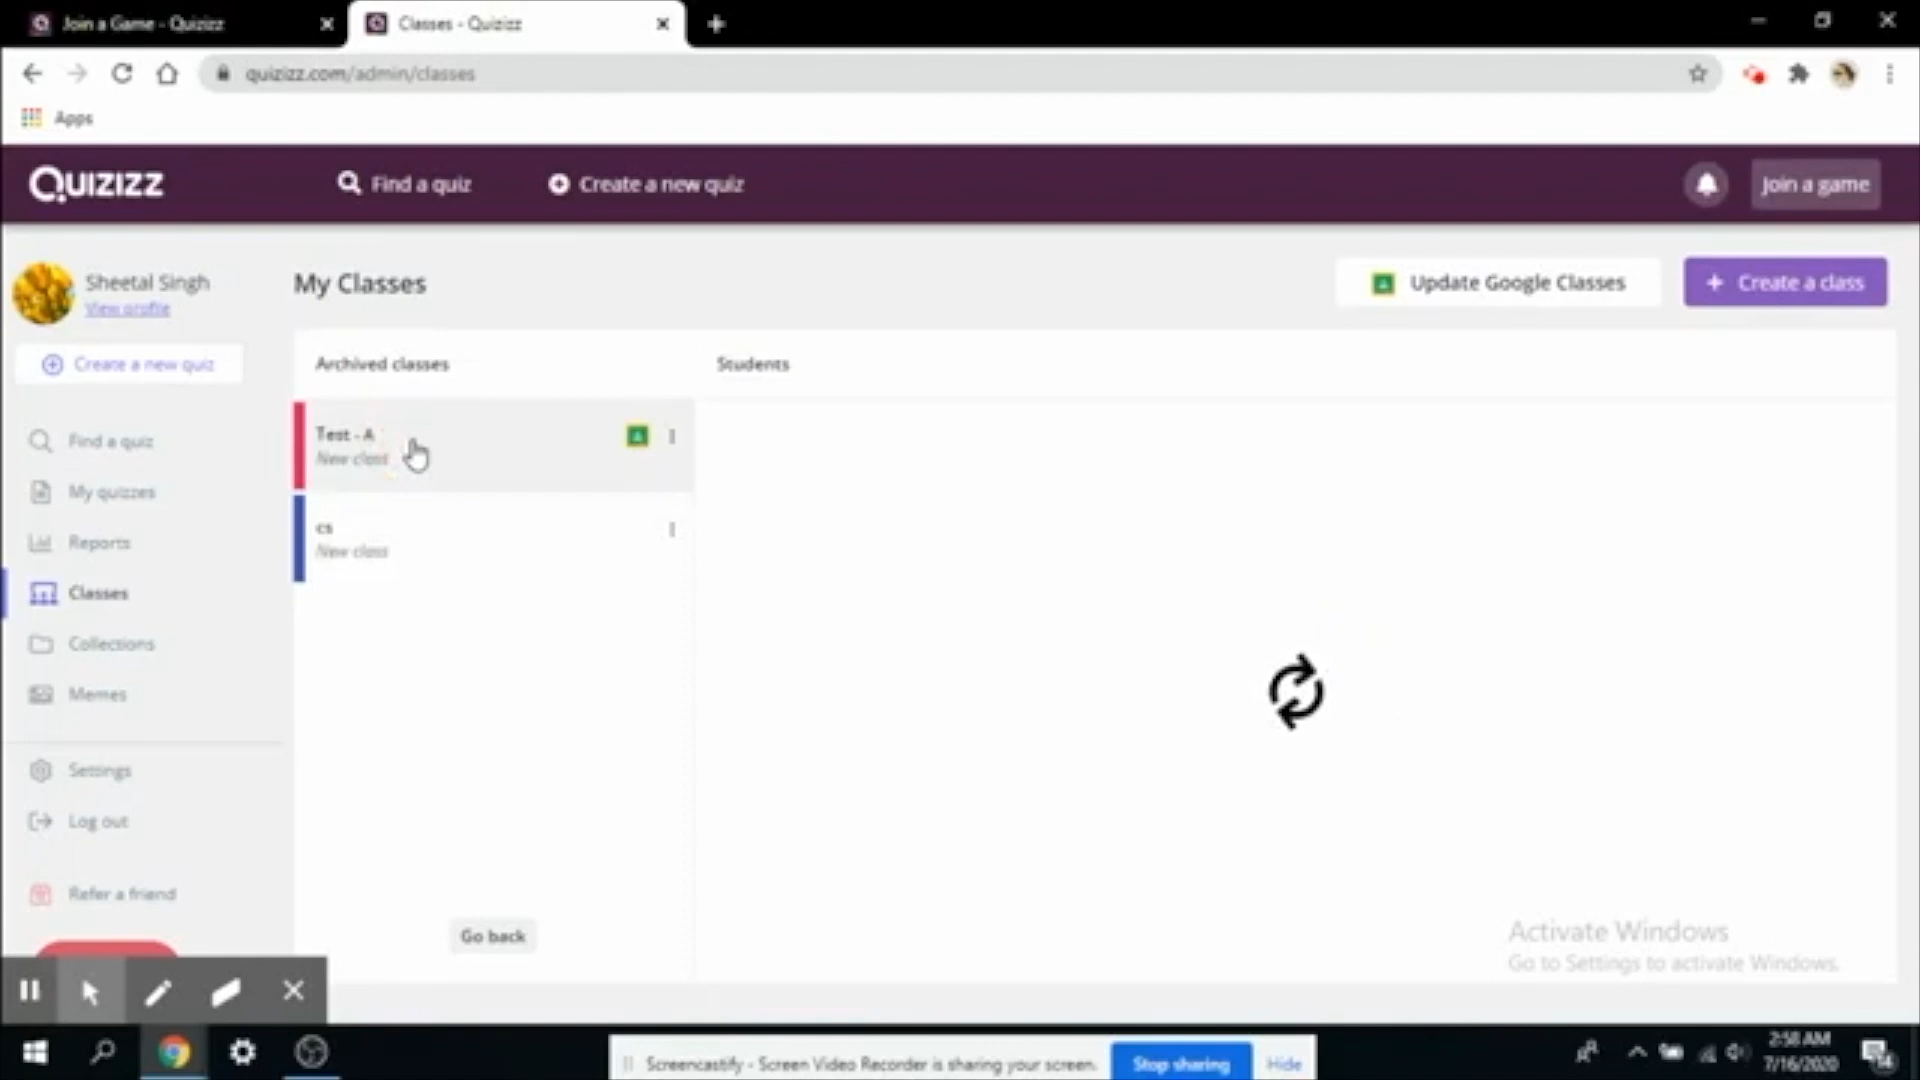 Join a Game - Quizizz
Classes - Quizizz
quizizz.com/admin/classes
Apps
QUIZIZZ
Find a quiz
Create a new quiz
Join a game
Sheetal Singh
View profile
My Classes
Update Google Classes
+ Create a class
Create a new quiz
Archived classes
Students
Test - A
New class
Find a quiz
My quizzes
cs
New class
Reports
Classes
Collections
Memes
Settings
Log out
Refer a friend
Go back
Activate Windows
Go to Settings to activate Windows.
Screencastify - Screen Video Recorder is sharing your screen.
Stop sharing
Hide
2:58 AM
7/16/2020
14